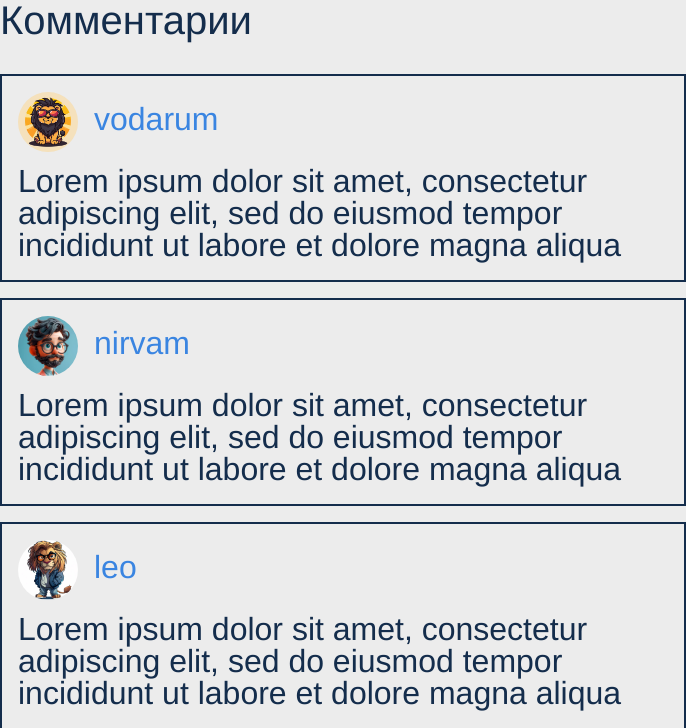 Комментарии
vodarum
Lorem ipsum dolor sit amet, consectetur
adipiscing elit, sed do eiusmod tempor
incididunt ut labore et dolore magna aliqua
nirvam
Lorem ipsum dolor sit amet, consectetur
adipiscing elit, sed do eiusmod tempor
incididunt ut labore et dolore magna aliqua
leo
Lorem ipsum dolor sit amet, consectetur
adipiscing elit, sed do eiusmod tempor
incididunt ut labore et dolore magna aliqua